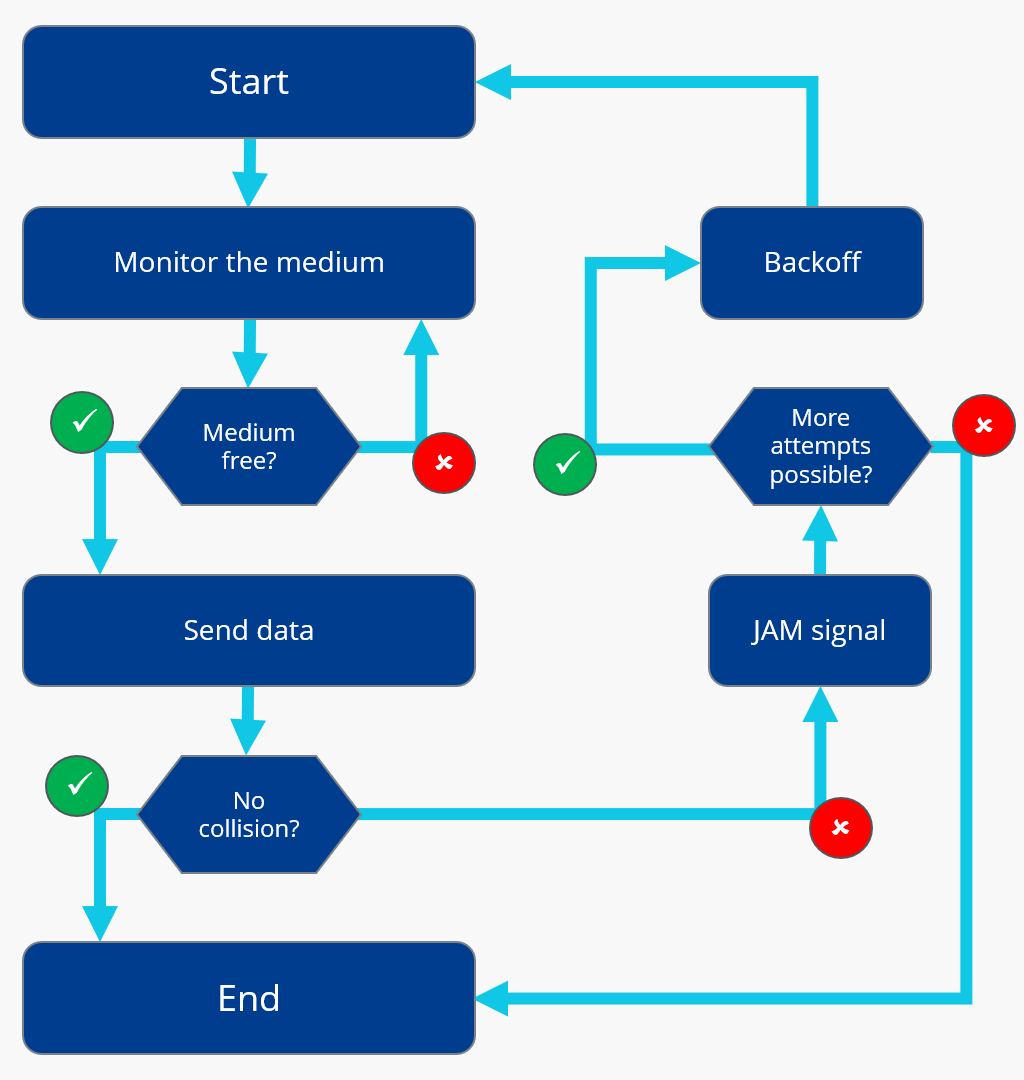 Start
Monitor the medium
Backoff
Medium
free?
More
attempts
possible?
Send data
JAM signal
No
collision?
End